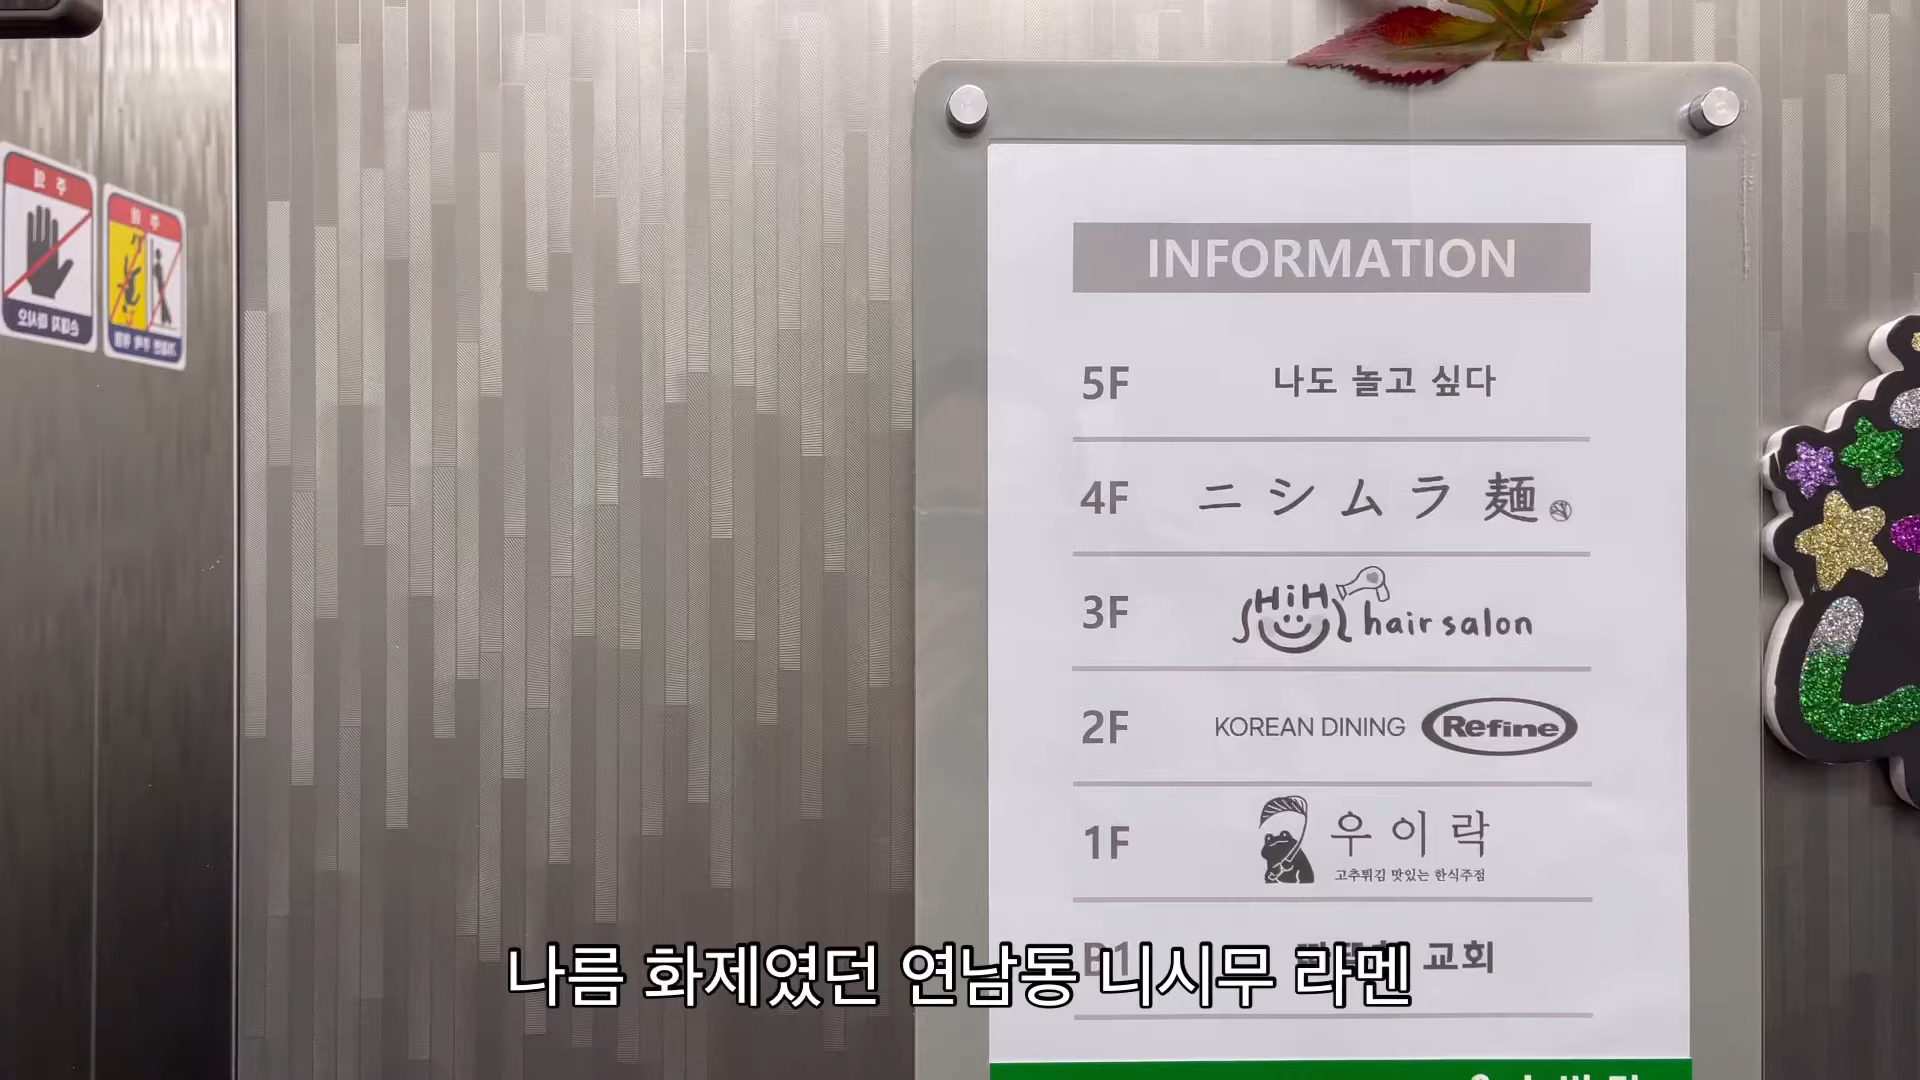 INFORMATION
5F 나도 놀고 싶다
4F ニシムラ 麺
3F HiH hair salon
2F KOREAN DINING Refine
1F 우이락
고추튀김 맛있는 한식주점
B1 교회
나름 화제였던 연남동 니시무 라멘